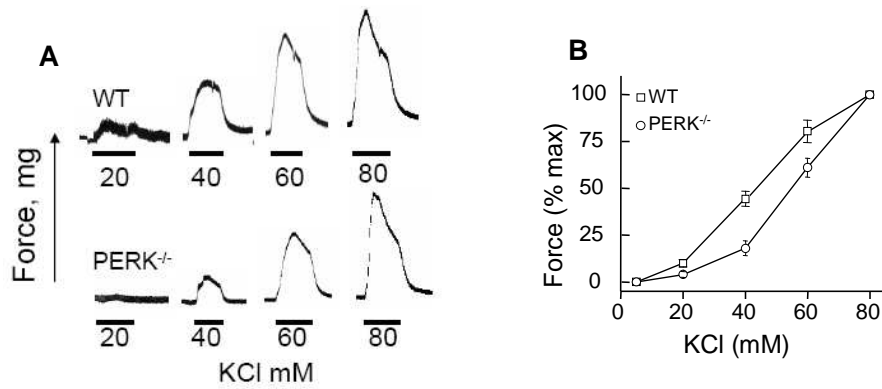 A
WT
20
40
60
80
Force, mg
PERK-/-
20
40
60
80
KCl mM
B
WT
PERK-/-
100
75
50
25
0
Force (% max)
0 20 40 60 80
KCl (mM)